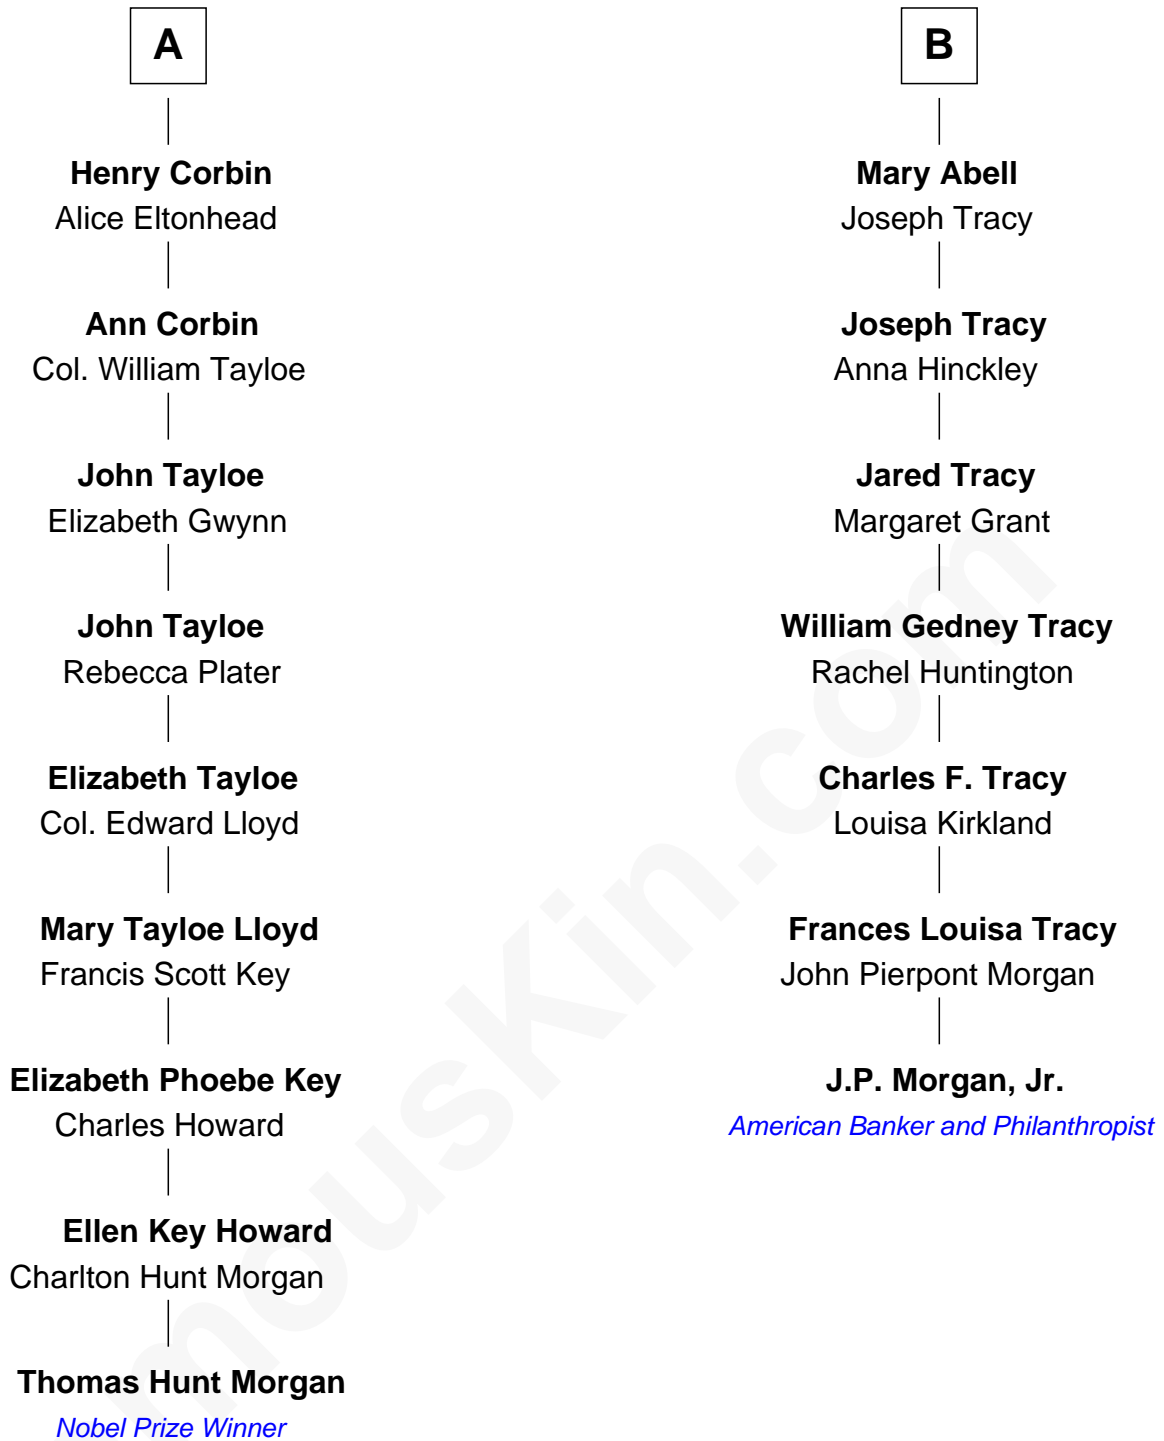 A
Henry Corbin
Alice Eltonhead
Ann Corbin
Col. William Tayloe
John Tayloe
Elizabeth Gwynn
John Tayloe
Rebecca Plater
Elizabeth Tayloe
Col. Edward Lloyd
Mary Tayloe Lloyd
Francis Scott Key
Elizabeth Phoebe Key
Charles Howard
Ellen Key Howard
Charlton Hunt Morgan
Thomas Hunt Morgan
Nobel Prize Winner
B
Mary Abell
Joseph Tracy
Joseph Tracy
Anna Hinckley
Jared Tracy
Margaret Grant
William Gedney Tracy
Rachel Huntington
Charles F. Tracy
Louisa Kirkland
Frances Louisa Tracy
John Pierpont Morgan
J.P. Morgan, Jr.
American Banker and Philanthropist
mousKin.com